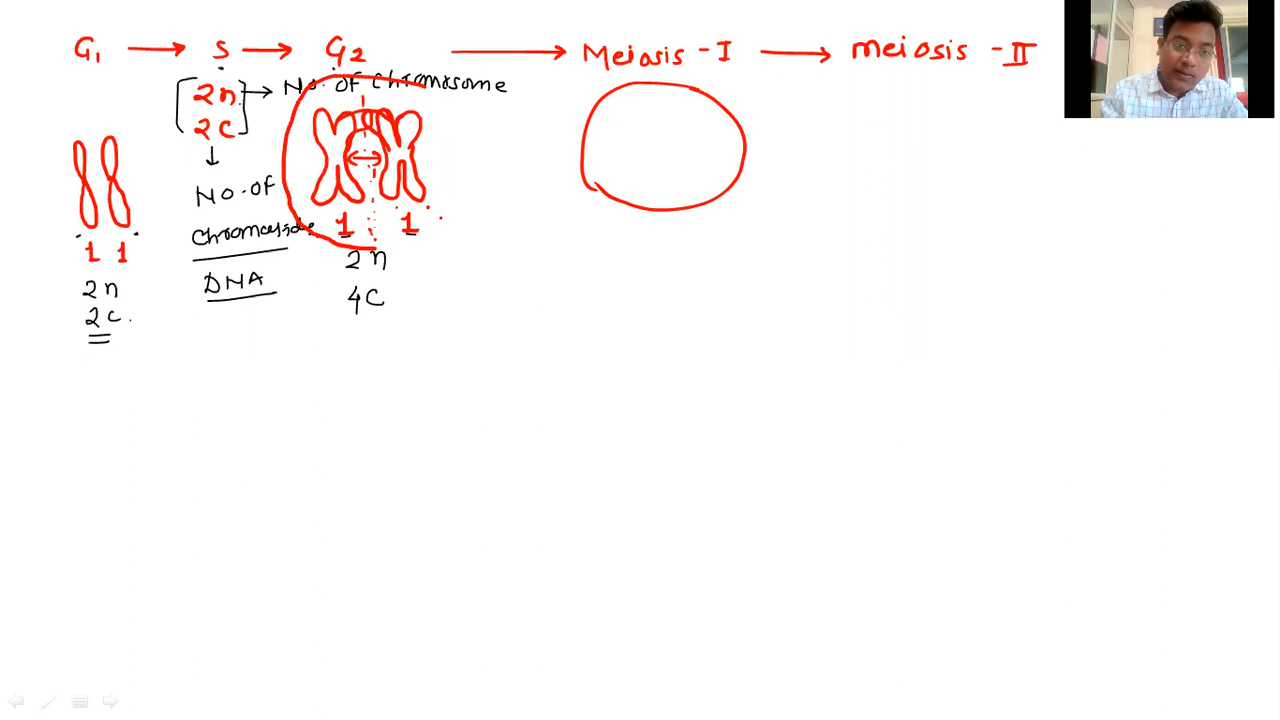 G1 → S → G2 → Meiosis - I → meiosis - II
2n → No. of chromosome
2C
↓
No. of
DNA
1 1
2n
2c.
1 1
2n
4C